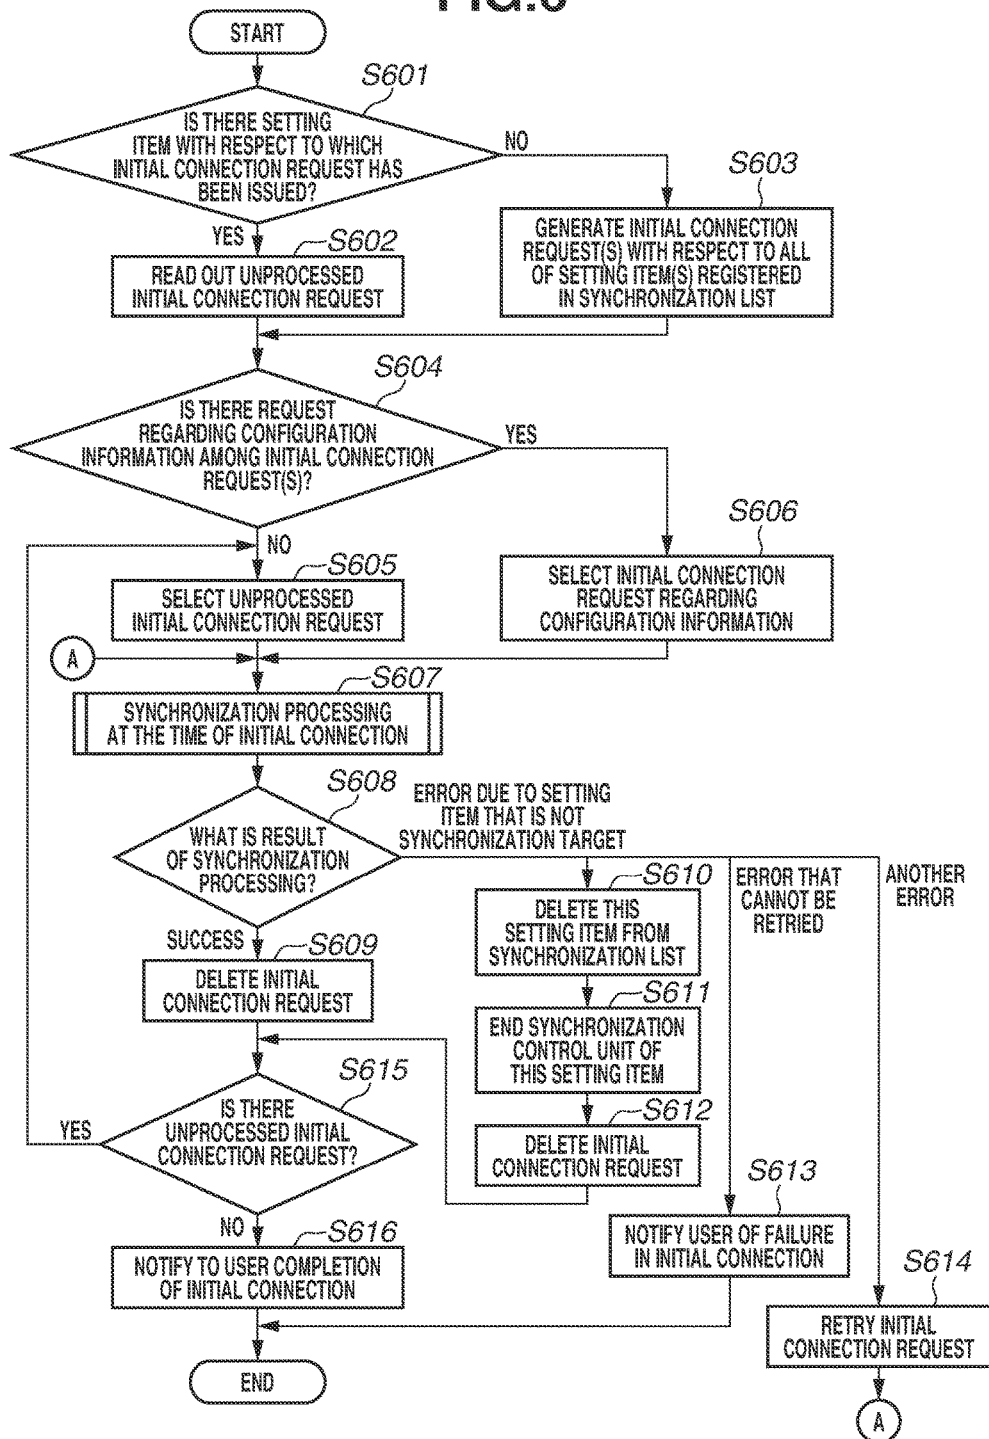 START
S601
IS THERE SETTING
ITEM WITH RESPECT TO WHICH
INITIAL CONNECTION REQUEST HAS
BEEN ISSUED?
NO
YES
S602
READ OUT UNPROCESSED
INITIAL CONNECTION REQUEST
S603
GENERATE INITIAL CONNECTION
REQUEST(S) WITH RESPECT TO ALL
OF SETTING ITEM(S) REGISTERED
IN SYNCHRONIZATION LIST
S604
IS THERE REQUEST
REGARDING CONFIGURATION
INFORMATION AMONG INITIAL CONNECTION
REQUEST(S)?
YES
NO
S605
SELECT UNPROCESSED
INITIAL CONNECTION REQUEST
S606
SELECT INITIAL CONNECTION
REQUEST REGARDING
CONFIGURATION INFORMATION
A
S607
SYNCHRONIZATION PROCESSING
AT THE TIME OF INITIAL CONNECTION
S608
WHAT IS RESULT
OF SYNCHRONIZATION
PROCESSING?
ERROR DUE TO SETTING
ITEM THAT IS NOT
SYNCHRONIZATION TARGET
ERROR THAT
CANNOT BE
RETRIED
ANOTHER
ERROR
SUCCESS
S609
DELETE INITIAL
CONNECTION REQUEST
S610
DELETE THIS
SETTING ITEM FROM
SYNCHRONIZATION LIST
S611
END SYNCHRONIZATION
CONTROL UNIT OF
THIS SETTING ITEM
S612
DELETE INITIAL
CONNECTION REQUEST
S615
IS THERE
UNPROCESSED INITIAL
CONNECTION REQUEST?
YES
NO
S616
NOTIFY TO USER COMPLETION
OF INITIAL CONNECTION
S613
NOTIFY USER OF FAILURE
IN INITIAL CONNECTION
S614
RETRY INITIAL
CONNECTION REQUEST
A
END